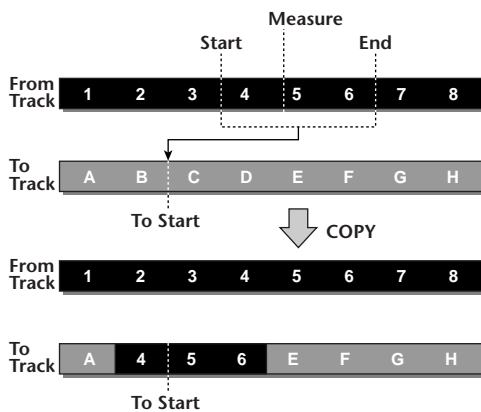 Measure
Start End
From Track 1 2 3 4 5 6 7 8
To Track A B C D E F G H
To Start
COPY
From Track 1 2 3 4 5 6 7 8
To Track A 4 5 6 E F G H
To Start